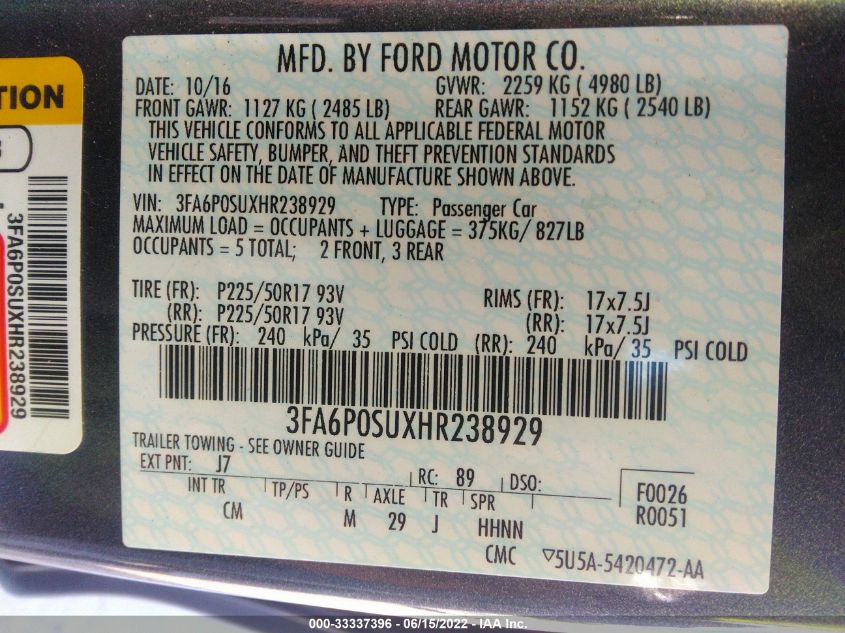 MFD. BY FORD MOTOR CO.
DATE: 10/16 GVWR: 2259 KG ( 4980 LB)
FRONT GAWR: 1127 KG ( 2485 LB) REAR GAWR: 1152 KG ( 2540 LB)
THIS VEHICLE CONFORMS TO ALL APPLICABLE FEDERAL MOTOR
VEHICLE SAFETY, BUMPER, AND THEFT PREVENTION STANDARDS
IN EFFECT ON THE DATE OF MANUFACTURE SHOWN ABOVE.
VIN: 3FA6P0SUXHR238929 TYPE: Passenger Car
MAXIMUM LOAD = OCCUPANTS + LUGGAGE = 375KG/ 827LB
OCCUPANTS = 5 TOTAL; 2 FRONT, 3 REAR
TIRE (FR): P225/50R17 93V RIMS (FR): 17x7.5J
(RR): P225/50R17 93V (RR): 17x7.5J
PRESSURE (FR): 240 kPa/ 35 PSI COLD (RR): 240 kPa/ 35 PSI COLD
3FA6P0SUXHR238929
TRAILER TOWING - SEE OWNER GUIDE
EXT PNT: J7 RC: 89 DSO:
INT TR TP/PS R AXLE TR SPR F0026
CM M 29 J HHNN R0051
CMC ▽5U5A-5420472-AA
TION
3FA6P0SUXHR238929
000-33337396 - 06/15/2022 - IAA Inc.